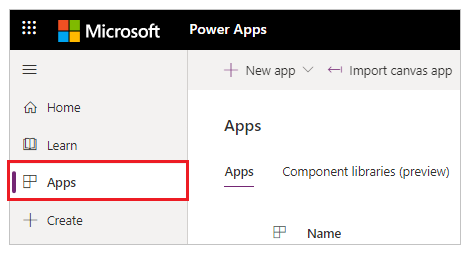 Microsoft Power Apps
New app Import canvas app
Home
Learn
Apps
Create
Apps
Apps Component libraries (preview)
Name